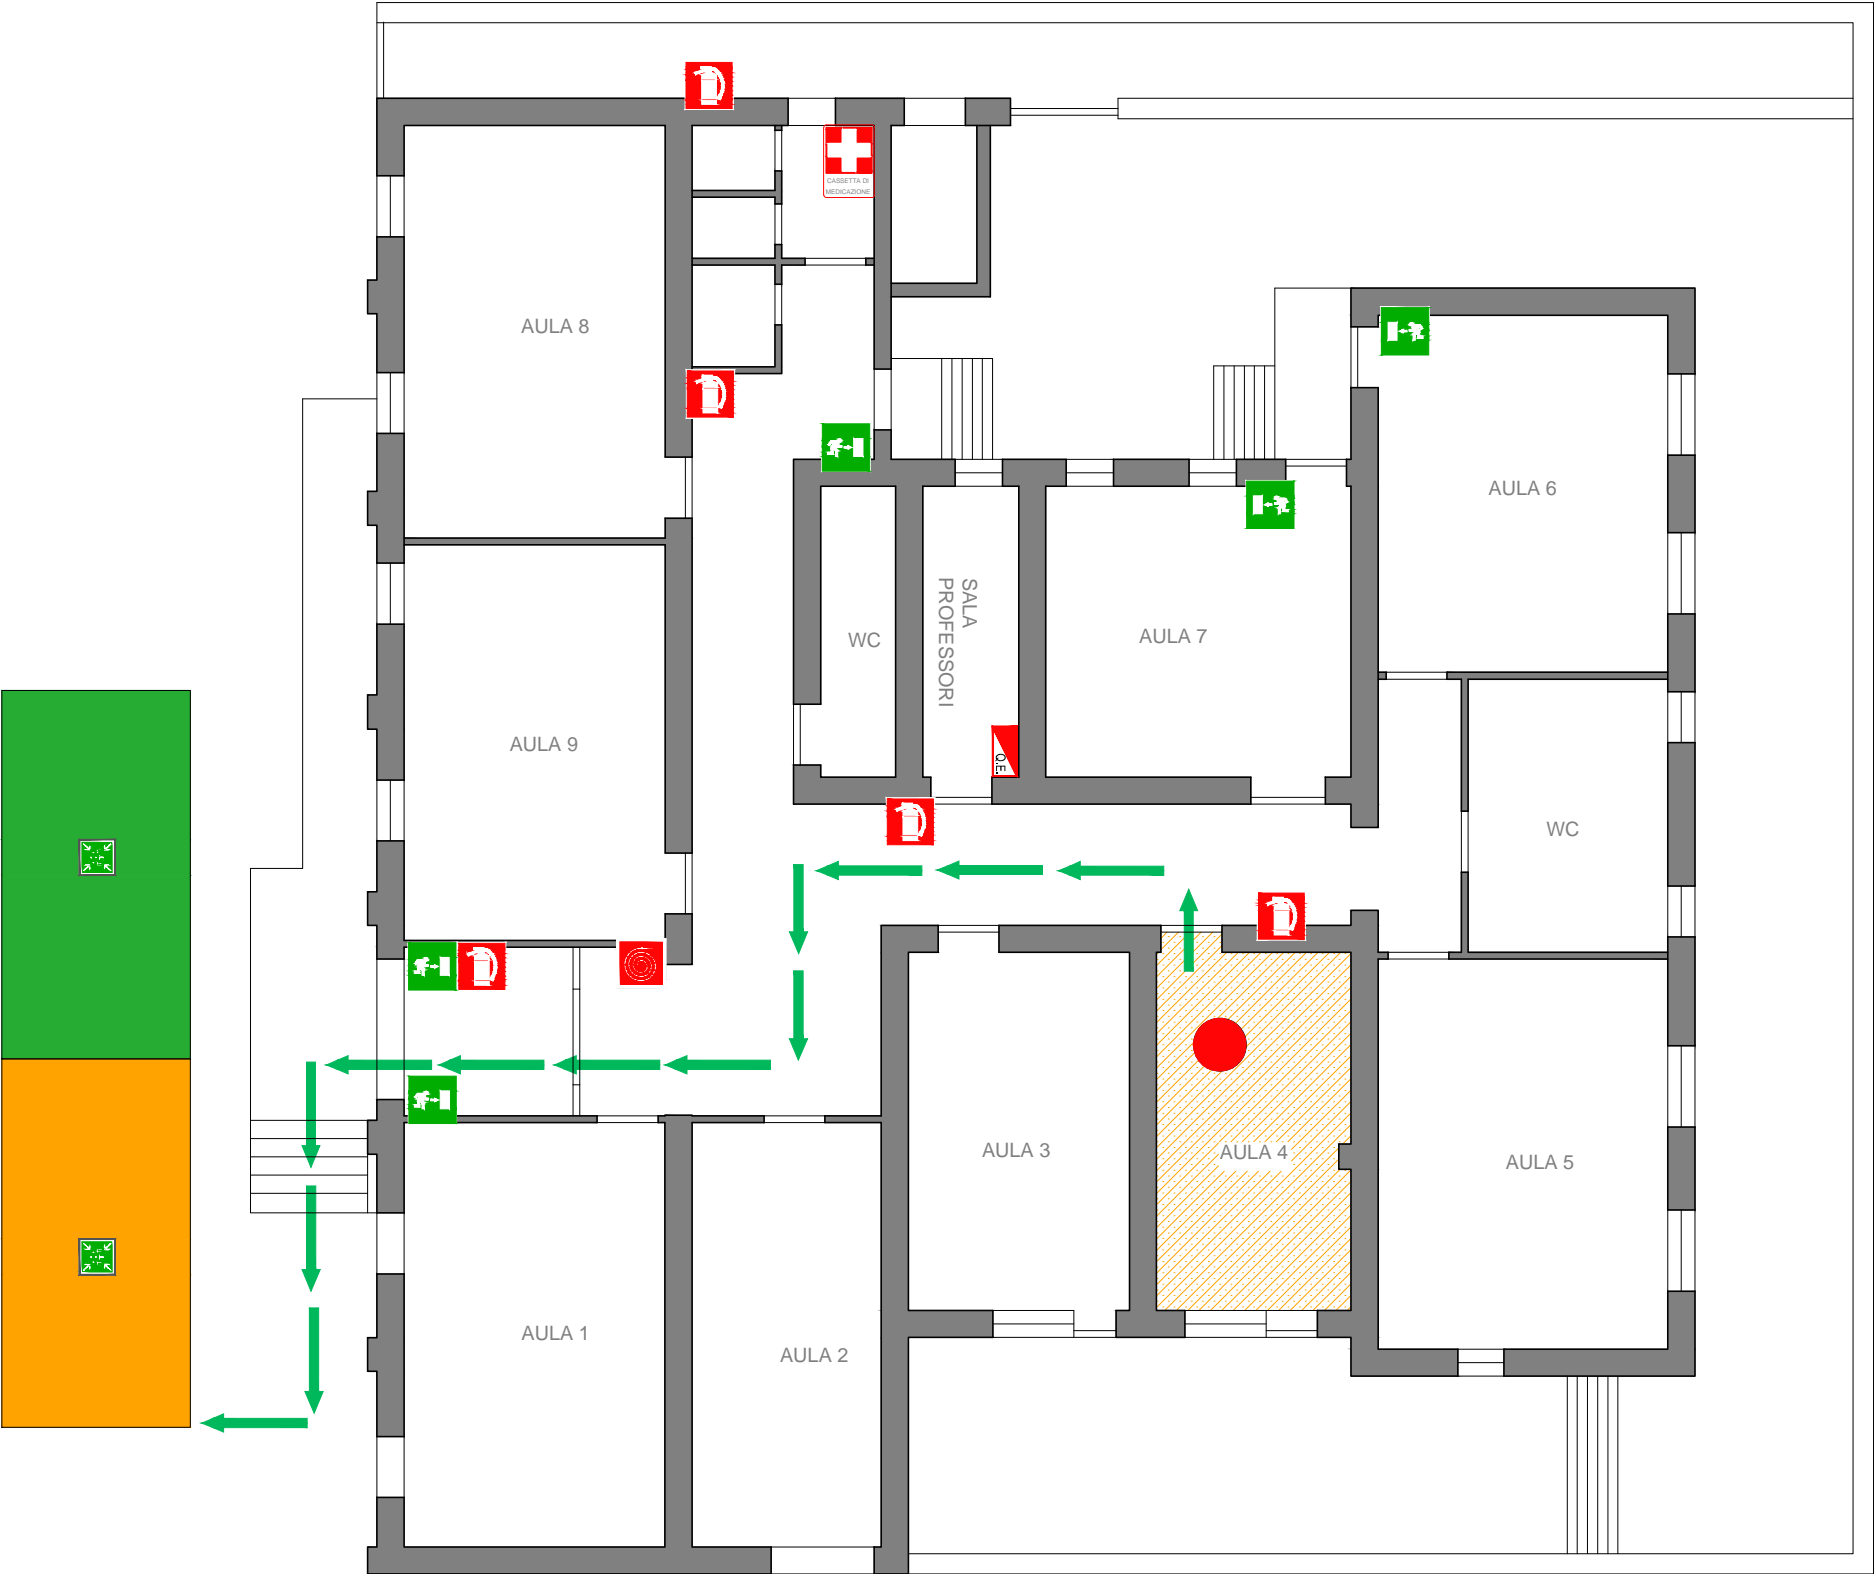 CASSETTA DI
MEDICAZIONE
AULA 8
AULA 6
SALA
PROFESSORI
WC
AULA 7
AULA 9
Q.E.
WC
AULA 3
AULA 4
AULA 5
AULA 1
AULA 2